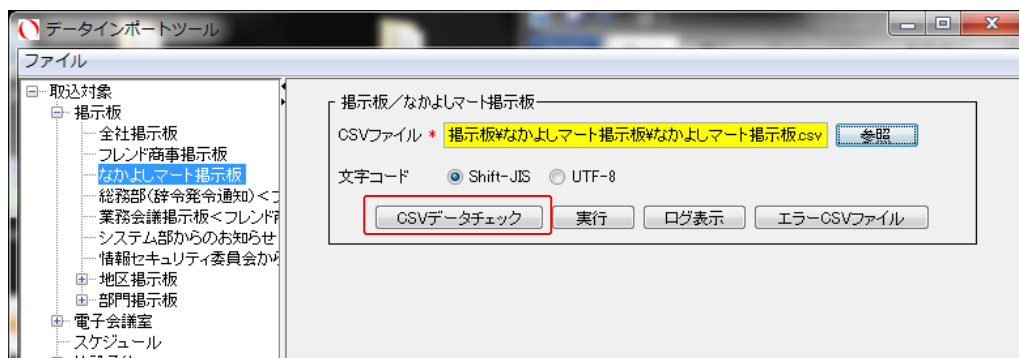 データインポートツール
ファイル
取込対象
掲示板
全社掲示板
フレンド商事掲示板
なかよしマート掲示板
総務部(辞令発令通知)<
業務会議掲示板<フレンド
システム部からのお知らせ
情報セキュリティ委員会か
地区掲示板
部門掲示板
電子会議室
スケジュール
掲示板/なかよしマート掲示板
CSVファイル * 掲示板¥なかよしマート掲示板¥なかよしマート掲示板.csv 参照
文字コード Shift-JIS UTF-8
CSVデータチェック 実行 ログ表示 エラーCSVファイル